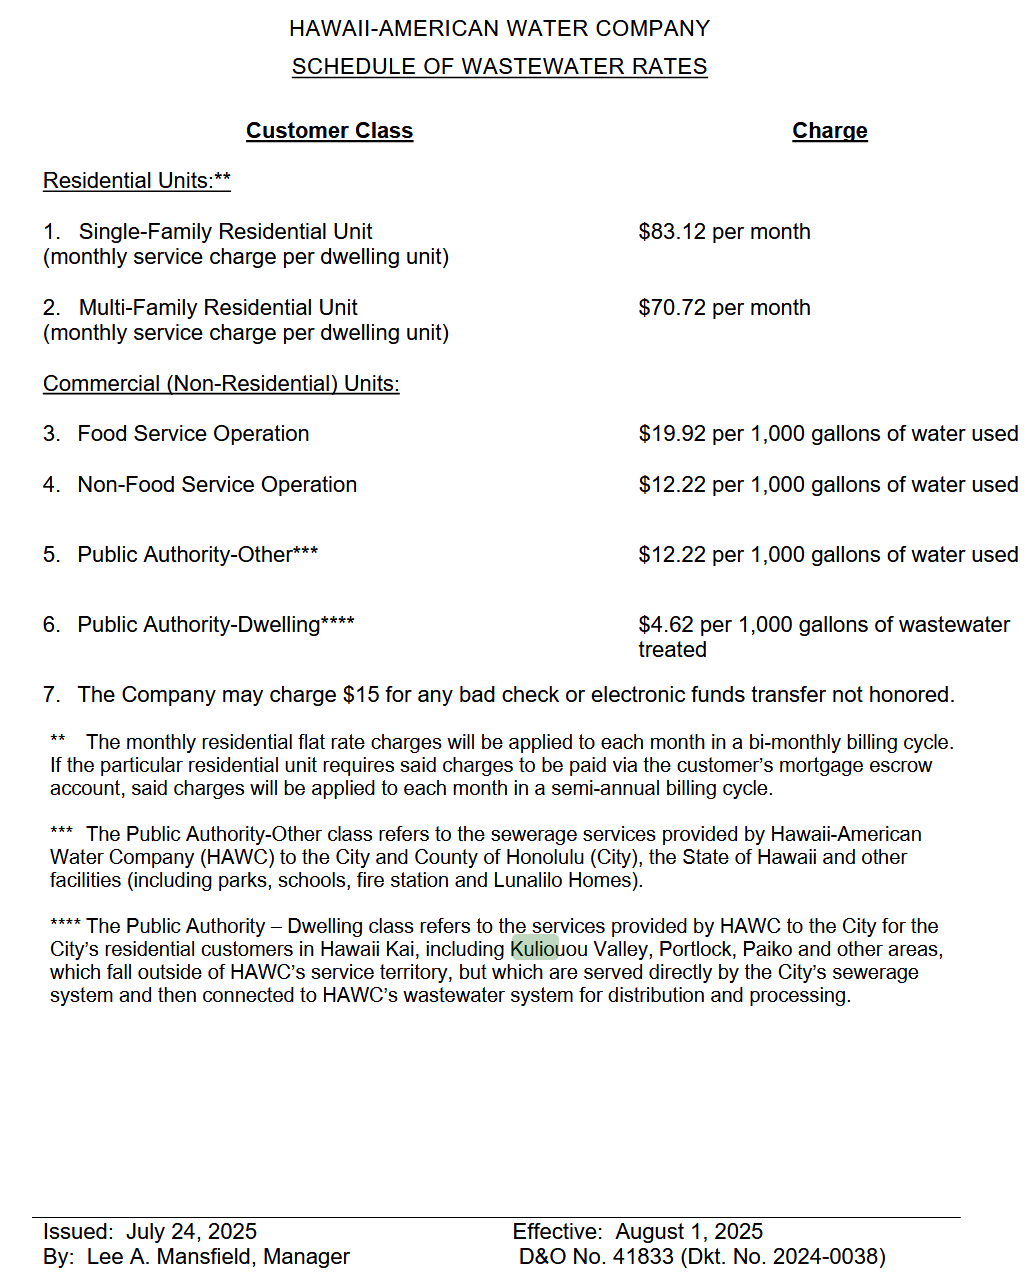 HAWAII-AMERICAN WATER COMPANY
SCHEDULE OF WASTEWATER RATES
Customer Class Charge
Residential Units:**
1. Single-Family Residential Unit $83.12 per month
(monthly service charge per dwelling unit)
2. Multi-Family Residential Unit $70.72 per month
(monthly service charge per dwelling unit)
Commercial (Non-Residential) Units:
3. Food Service Operation $19.92 per 1,000 gallons of water used
4. Non-Food Service Operation $12.22 per 1,000 gallons of water used
5. Public Authority-Other*** $12.22 per 1,000 gallons of water used
6. Public Authority-Dwelling**** $4.62 per 1,000 gallons of wastewater
treated
7. The Company may charge $15 for any bad check or electronic funds transfer not honored.
** The monthly residential flat rate charges will be applied to each month in a bi-monthly billing cycle.
If the particular residential unit requires said charges to be paid via the customer's mortgage escrow
account, said charges will be applied to each month in a semi-annual billing cycle.
*** The Public Authority-Other class refers to the sewerage services provided by Hawaii-American
Water Company (HAWC) to the City and County of Honolulu (City), the State of Hawaii and other
facilities (including parks, schools, fire station and Lunalilo Homes).
**** The Public Authority – Dwelling class refers to the services provided by HAWC to the City for the
City's residential customers in Hawaii Kai, including Kuliouou Valley, Portlock, Paiko and other areas,
which fall outside of HAWC's service territory, but which are served directly by the City's sewerage
system and then connected to HAWC's wastewater system for distribution and processing.
Issued: July 24, 2025 Effective: August 1, 2025
By: Lee A. Mansfield, Manager D&O No. 41833 (Dkt. No. 2024-0038)